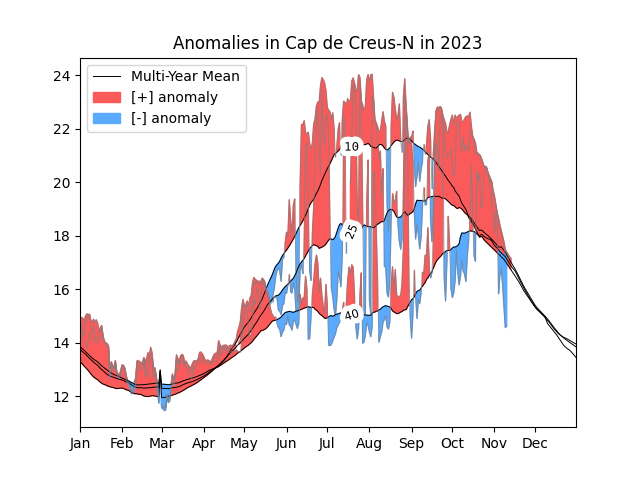 Anomalies in Cap de Creus-N in 2023
Multi-Year Mean
[+] anomaly
[-] anomaly
24
22
20
18
16
14
12
10
25
40
Jan Feb Mar Apr May Jun Jul Aug Sep Oct Nov Dec